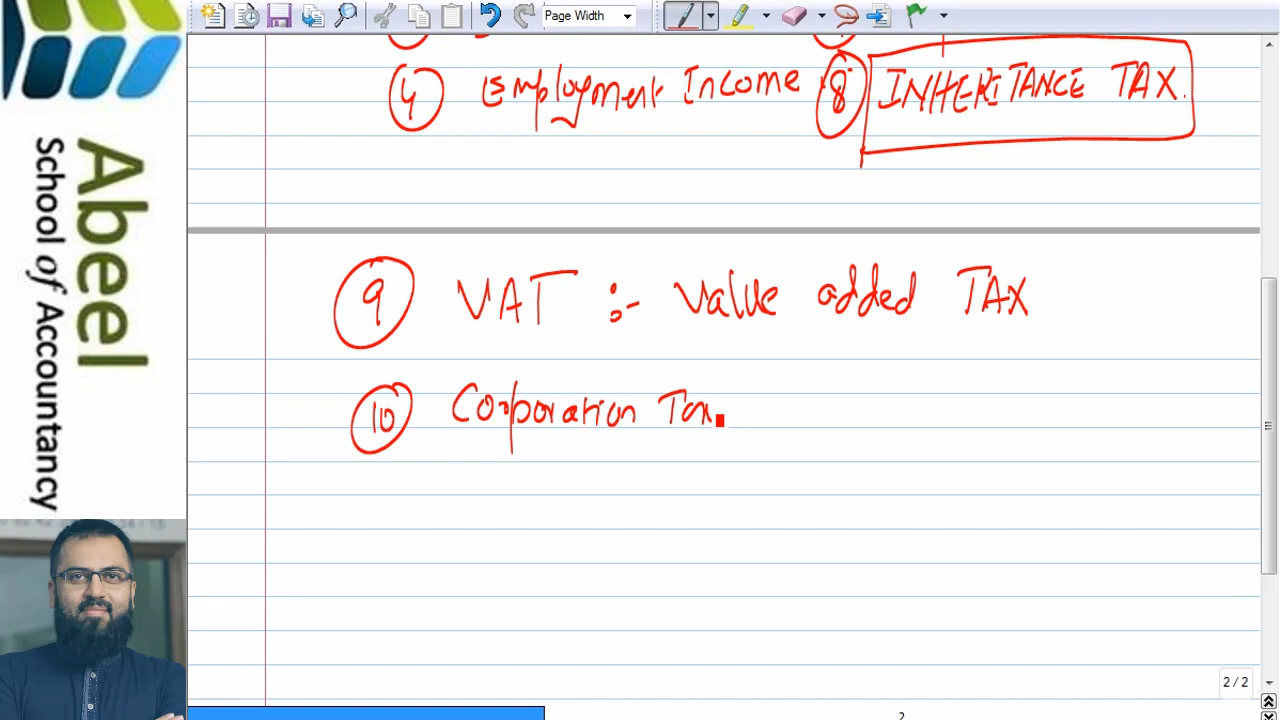 Page Width
4 Employment Income 8 INHERITANCE TAX.
9 VAT :- Value added TAX
10 Corporation Tax
Abeel
School of Accountancy
2 / 2
2